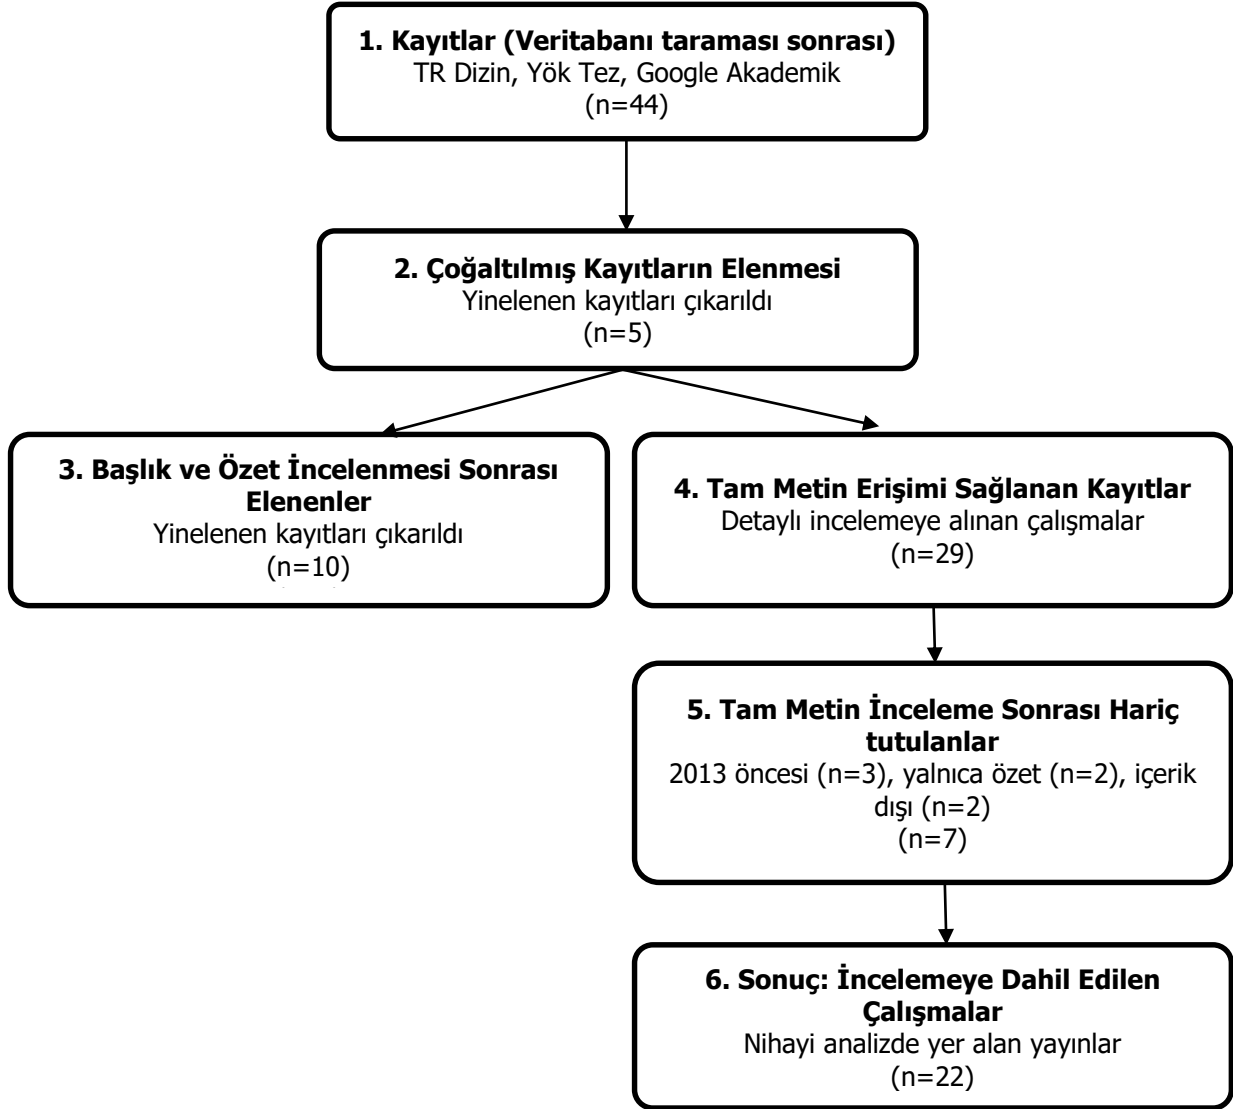 1. Kayıtlar (Veritabanı taraması sonrası)
TR Dizin, Yök Tez, Google Akademik
(n=44)
2. Çoğaltılmış Kayıtların Elenmesi
Yinelenen kayıtları çıkarıldı
(n=5)
3. Başlık ve Özet İncelenmesi Sonrası
Elenenler
Yinelenen kayıtları çıkarıldı
(n=10)
4. Tam Metin Erişimi Sağlanan Kayıtlar
Detaylı incelemeye alınan çalışmalar
(n=29)
5. Tam Metin İnceleme Sonrası Hariç
tutulanlar
2013 öncesi (n=3), yalnıca özet (n=2), içerik
dışı (n=2)
(n=7)
6. Sonuç: İncelemeye Dahil Edilen
Çalışmalar
Nihayi analizde yer alan yayınlar
(n=22)